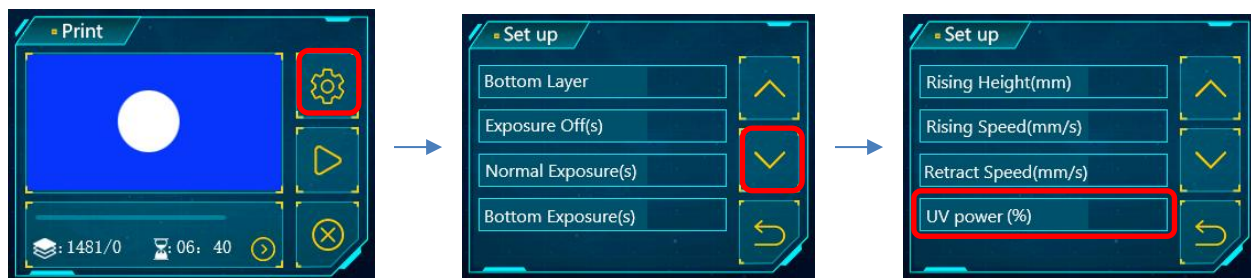 Print
: 1481/0 : 06: 40
Set up
Bottom Layer
Exposure Off(s)
Normal Exposure(s)
Bottom Exposure(s)
Set up
Rising Height(mm)
Rising Speed(mm/s)
Retract Speed(mm/s)
UV power (%)